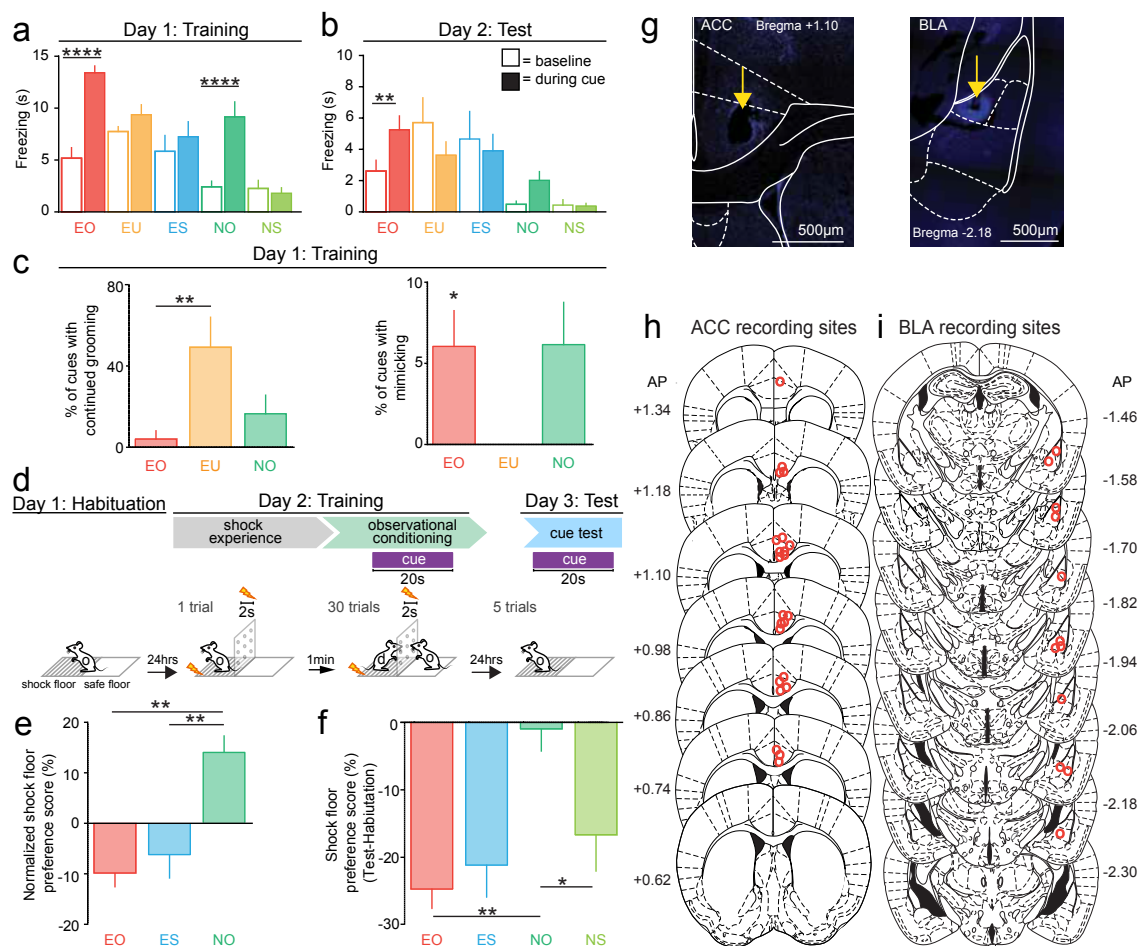 a
Day 1: Training
Freezing (s)
15
10
5
0
****
****
EO
EU
ES
NO
NS
b
Day 2: Test
Freezing (s)
10
8
6
4
2
0
= baseline
= during cue
**
EO
EU
ES
NO
NS
c
Day 1: Training
% of cues with
continued grooming
80
40
0
**
EO
EU
NO
% of cues with
mimicking
10
5
0
*
EO
EU
NO
d
Day 1: Habituation
Day 2: Training
Day 3: Test
shock
experience
observational
conditioning
cue test
cue
20s
cue
20s
1 trial
2s
30 trials
2s
5 trials
o
o
d
o
o
shock floor
safe floor
24hrs
1min
24hrs
e
Normalized shock floor
preference score (%)
20
10
0
-10
-20
**
**
EO
ES
NO
f
Shock floor
preference score (%)
(Test-Habituation)
0
-10
-20
-30
**
*
EO
ES
NO
NS
g
ACC
Bregma +1.10
500µm
BLA
Bregma -2.18
500µm
h
ACC recording sites
AP
+1.34
+1.18
+1.10
+0.98
+0.86
+0.74
+0.62
i
BLA recording sites
AP
-1.46
-1.58
-1.70
-1.82
-1.94
-2.06
-2.18
-2.30